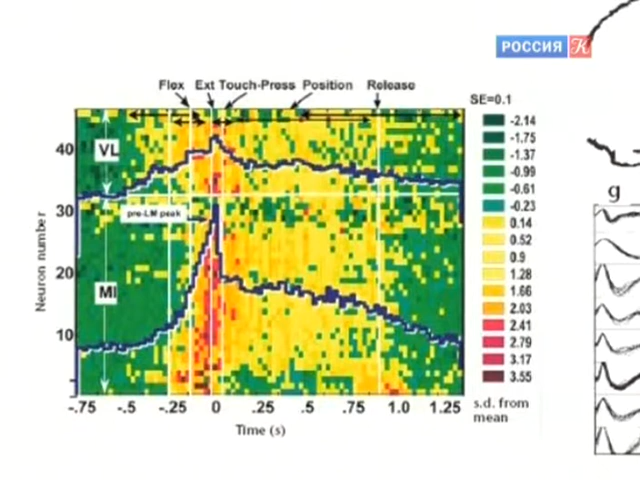 РОССИЯ К
Flex Ext Touch-Press Position Release
SE=0.1
-2.14
-1.75
-1.37
-0.99
-0.61
-0.23
0.14
0.52
0.9
1.28
1.66
2.03
2.41
2.79
3.17
3.55
s.d. from
mean
Neuron number
40
30
20
10
VL
pre-LM peak
MI
-.75 -.5 -.25 0 .25 .5 .75 1.0 1.25
Time (s)
g